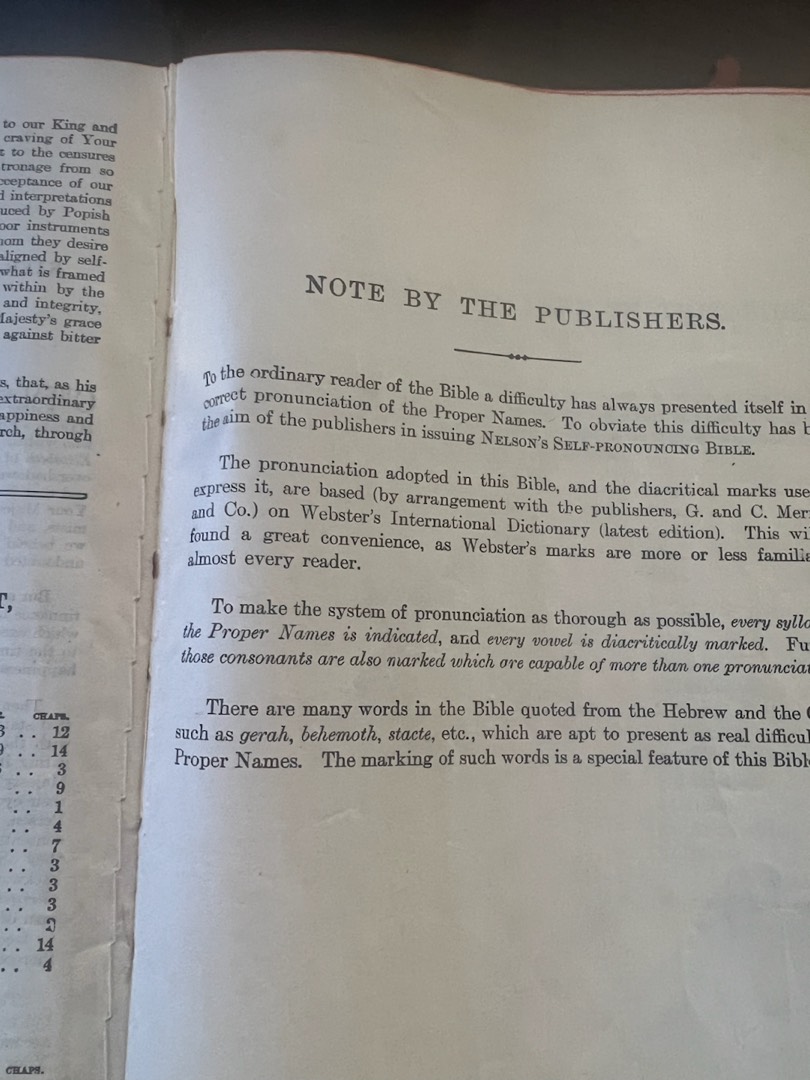 to our King and
craving of Your
to the censures
tronage from so
cceptance of our
interpretations
uced by Popish
oor instruments
hom they desire
aligned by self-
what is framed
within by the
and integrity,
Majesty's grace
against bitter
s, that, as his
extraordinary
appiness and
rch, through
T,
CHAPS.
3 . . 12
9 . . 14
. . 3
. . 9
. . 1
. . 4
. . 7
. . 3
. . 3
. . 3
. . 2
. . 14
. . 4
CHAPS.
NOTE BY THE PUBLISHERS.
To the ordinary reader of the Bible a difficulty has always presented itself in
correct pronunciation of the Proper Names. To obviate this difficulty has b
the aim of the publishers in issuing NELSON'S SELF-PRONOUNCING BIBLE.
The pronunciation adopted in this Bible, and the diacritical marks use
express it, are based (by arrangement with the publishers, G. and C. Mer
and Co.) on Webster's International Dictionary (latest edition). This wi
found a great convenience, as Webster's marks are more or less familia
almost every reader.
To make the system of pronunciation as thorough as possible, every sylla
the Proper Names is indicated, and every vowel is diacritically marked. Fu
those consonants are also marked which are capable of more than one pronunciat
There are many words in the Bible quoted from the Hebrew and the
such as gerah, behemoth, stacte, etc., which are apt to present as real difficul
Proper Names. The marking of such words is a special feature of this Bibl